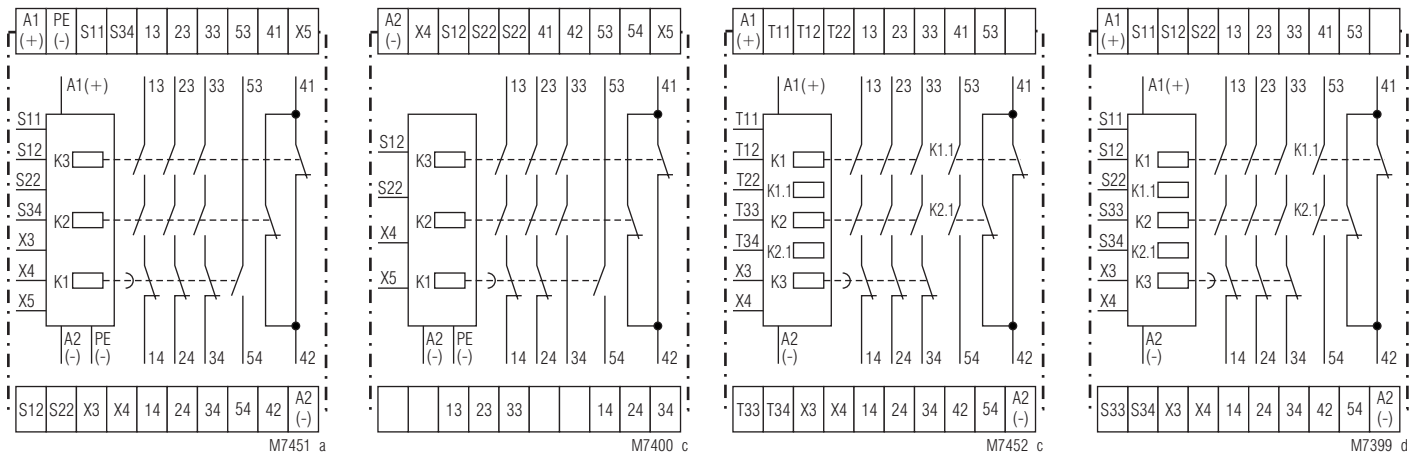 A1 (+) PE (-) S11 S34 13 23 33 53 41 X5
A1(+) 13 23 33 53 41
S11
S12
K3
S22
S34
K2
X3
X4
K1
X5
A2 (-) PE (-) 14 24 34 54 42
S12 S22 X3 X4 14 24 34 54 42 A2 (-)
M7451_a
A2 (-) X4 S12 S22 S22 41 42 53 54 X5
13 23 33 53 41
S12
K3
S22
K2
X4
X5
K1
A2 (-) PE (-) 14 24 34 54 42
13 23 33 14 24 34
M7400_c
A1 (+) T11 T12 T22 13 23 33 41 53
A1(+) 13 23 33 53 41
T11
T12
K1 K1.1
T22
K1.1
T33
K2 K2.1
T34
K2.1
X3
K3
X4
A2 (-) 14 24 34 54 42
T33 T34 X3 X4 14 24 34 42 54 A2 (-)
M7452_c
A1 (+) S11 S12 S22 13 23 33 41 53
A1(+) 13 23 33 53 41
S11
S12
K1 K1.1
S22
K1.1
S33
K2 K2.1
S34
K2.1
X3
K3
X4
A2 (-) 14 24 34 54 42
S33 S34 X3 X4 14 24 34 42 54 A2 (-)
M7399_d